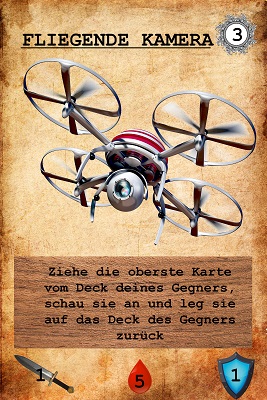 FLIEGENDE KAMERA 3
Ziehe die oberste Karte
vom Deck deines Gegners,
schau sie an und leg sie
auf das Deck des Gegners
zurück
1 5 1